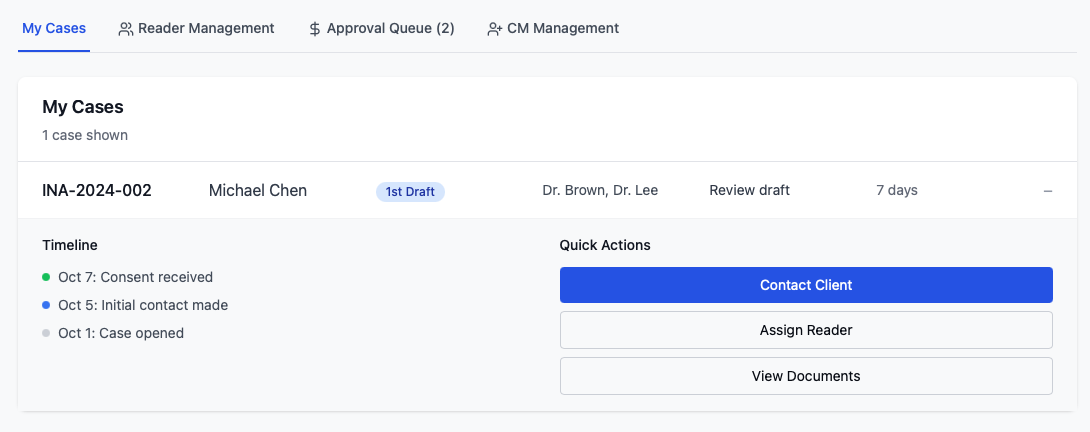 My Cases Reader Management Approval Queue (2) CM Management
My Cases
1 case shown
INA-2024-002 Michael Chen 1st Draft Dr. Brown, Dr. Lee Review draft 7 days –
Timeline
Oct 7: Consent received
Oct 5: Initial contact made
Oct 1: Case opened
Quick Actions
Contact Client
Assign Reader
View Documents